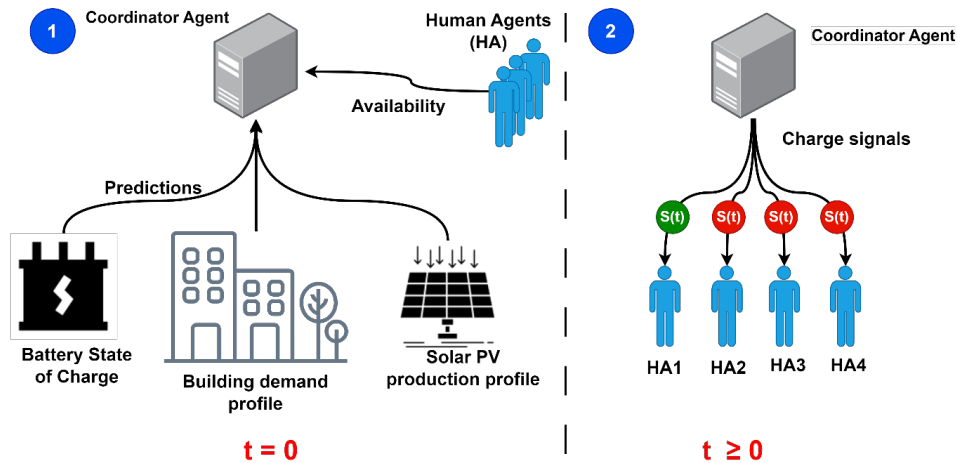 1
Coordinator Agent
Human Agents
(HA)
Availability
Predictions
Battery State
of Charge
Building demand
profile
Solar PV
production profile
t = 0
2
Coordinator Agent
Charge signals
S(t)
S(t)
S(t)
S(t)
HA1
HA2
HA3
HA4
t ≥ 0